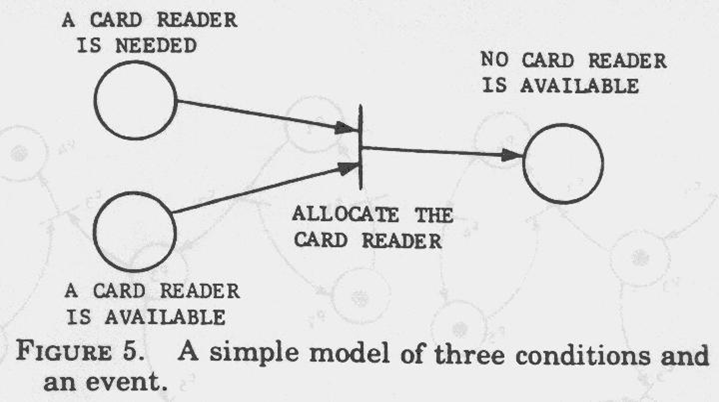 A CARD READER
IS NEEDED
NO CARD READER
IS AVAILABLE
ALLOCATE THE
CARD READER
A CARD READER
IS AVAILABLE
FIGURE 5. A simple model of three conditions and
an event.